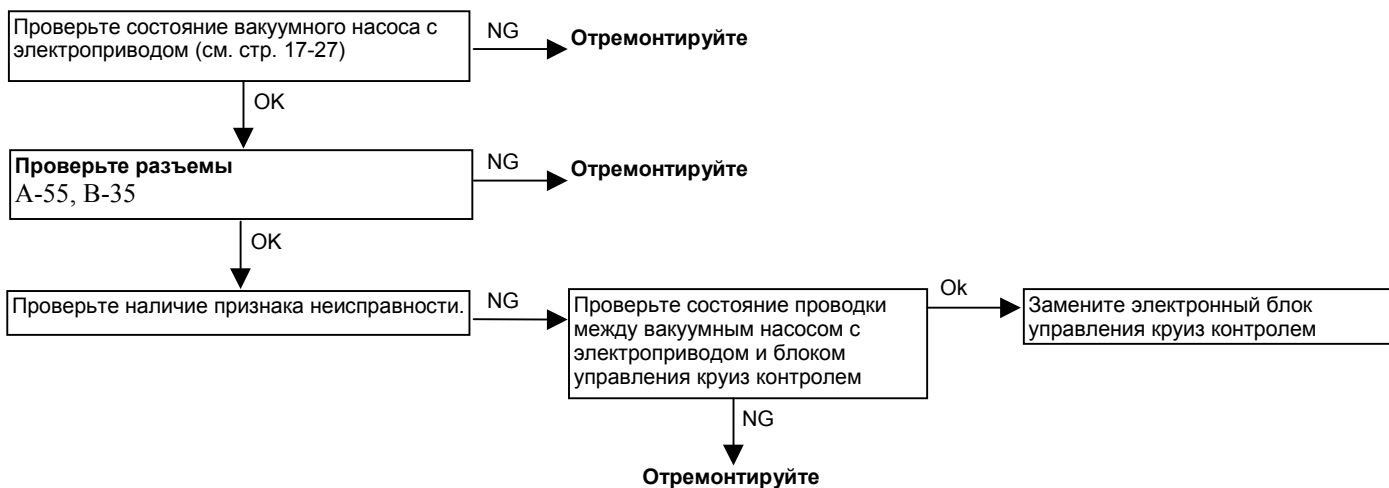 Проверьте состояние вакуумного насоса с
электроприводом (см. стр. 17-27)
NG
Отремонтируйте
OK
Проверьте разъемы
A-55, B-35
NG
Отремонтируйте
OK
Проверьте наличие признака неисправности.
NG
Проверьте состояние проводки
между вакуумным насосом с
электроприводом и блоком
управления круиз контролем
Ok
Замените электронный блок
управления круиз контролем
NG
Отремонтируйте